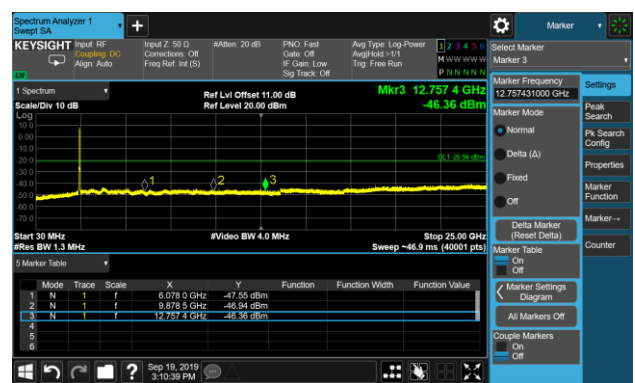 Spectrum Analyzer 1
Swept SA
+
Marker
KEYSIGHT
Input: RF
Coupling: DC
Align: Auto
Input Z: 50 Ω
Corrections: Off
Freq Ref: Int (S)
#Atten: 20 dB
PNO: Fast
Gate: Off
IF Gain: Low
Sig Track: Off
Avg Type: Log-Power
Avg|Hold:>1/1
Trig: Free Run
1 2 3 4 5 6
M W W W W W
P N N N N N
LXI
Select Marker
Marker 3
1 Spectrum
Scale/Div 10 dB
Log
Ref Lvl Offset 11.00 dB
Ref Level 20.00 dBm
Mkr3 12.757 4 GHz
-46.36 dBm
10.0
0.00
-10.0
-20.0
-30.0
-40.0
-50.0
-60.0
-70.0
DL1 -20.94 dBm
1
2
3
Start 30 MHz
#Res BW 1.3 MHz
#Video BW 4.0 MHz
Stop 25.00 GHz
Sweep ~46.9 ms (40001 pts)
5 Marker Table
Mode Trace Scale X Y Function Function Width Function Value
1 N 1 f 6.078 0 GHz -47.55 dBm
2 N 1 f 9.878 5 GHz -46.94 dBm
3 N 1 f 12.757 4 GHz -46.36 dBm
4
5
6
Marker Frequency
12.757431000 GHz
Marker Mode
Normal
Delta (Δ)
Fixed
Off
Delta Marker
(Reset Delta)
Marker Table
On
Off
Marker Settings
Diagram
All Markers Off
Couple Markers
On
Off
Settings
Peak
Search
Pk Search
Config
Properties
Marker
Function
Marker→
Counter
?
Sep 19, 2019
3:10:39 PM